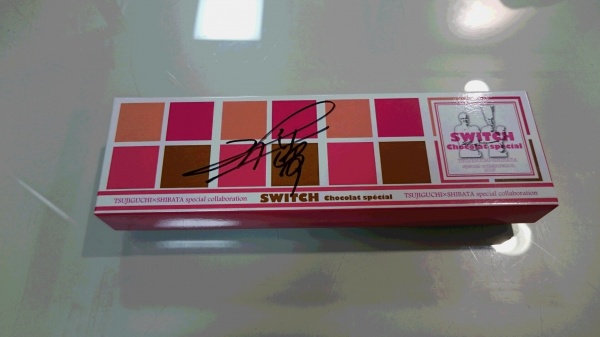 SWITCH
Chocolat spécial
TSUJIGUCHI×SHIBATA special collaboration
SWITCH Chocolat spécial
TSUJIGUCHI×SHIBATA special collaboration